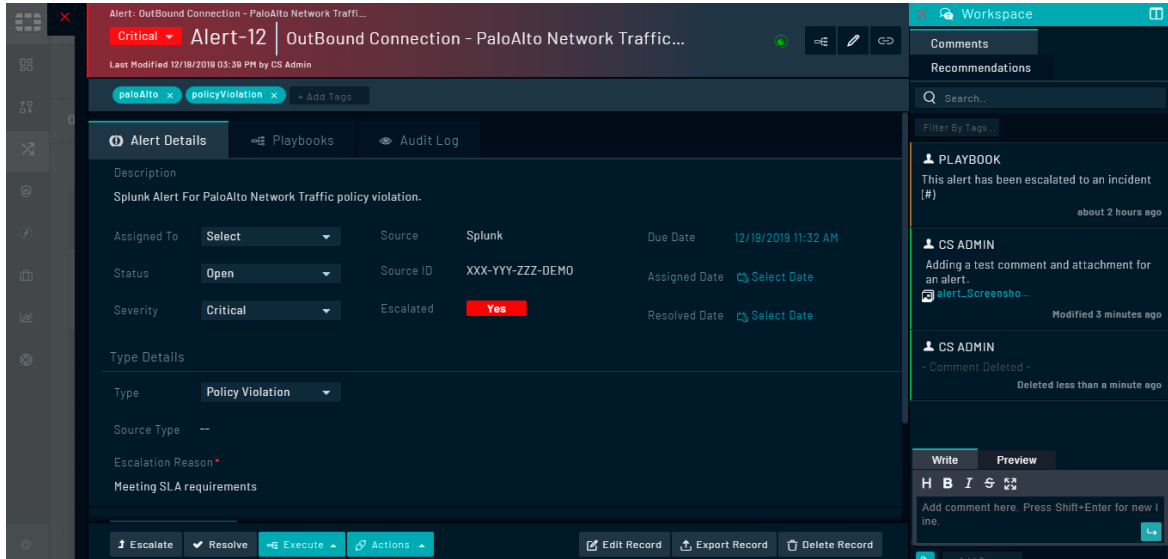 Alert: OutBound Connection - PaloAlto Network Traffi...
Critical Alert-12 OutBound Connection - PaloAlto Network Traffic...
Last Modified 12/18/2019 03:39 PM by CS Admin
paloAlto × policyViolation × + Add Tags
Alert Details Playbooks Audit Log
Description
Splunk Alert For PaloAlto Network Traffic policy violation.
Assigned To Select Source Splunk Due Date 12/19/2019 11:32 AM
Status Open Source ID XXX-YYY-ZZZ-DEMO Assigned Date Select Date
Severity Critical Escalated Yes Resolved Date Select Date
Type Details
Type Policy Violation
Source Type --
Escalation Reason*
Meeting SLA requirements
Escalate Resolve Execute Actions Edit Record Export Record Delete Record
Workspace
Comments
Recommendations
Search..
Filter By Tags ..
PLAYBOOK
This alert has been escalated to an incident
(#)
about 2 hours ago
CS ADMIN
Adding a test comment and attachment for
an alert.
alert_Screensho...
Modified 3 minutes ago
CS ADMIN
- Comment Deleted -
Deleted less than a minute ago
Write Preview
H B I S
Add comment here. Press Shift+Enter for new l
ine.